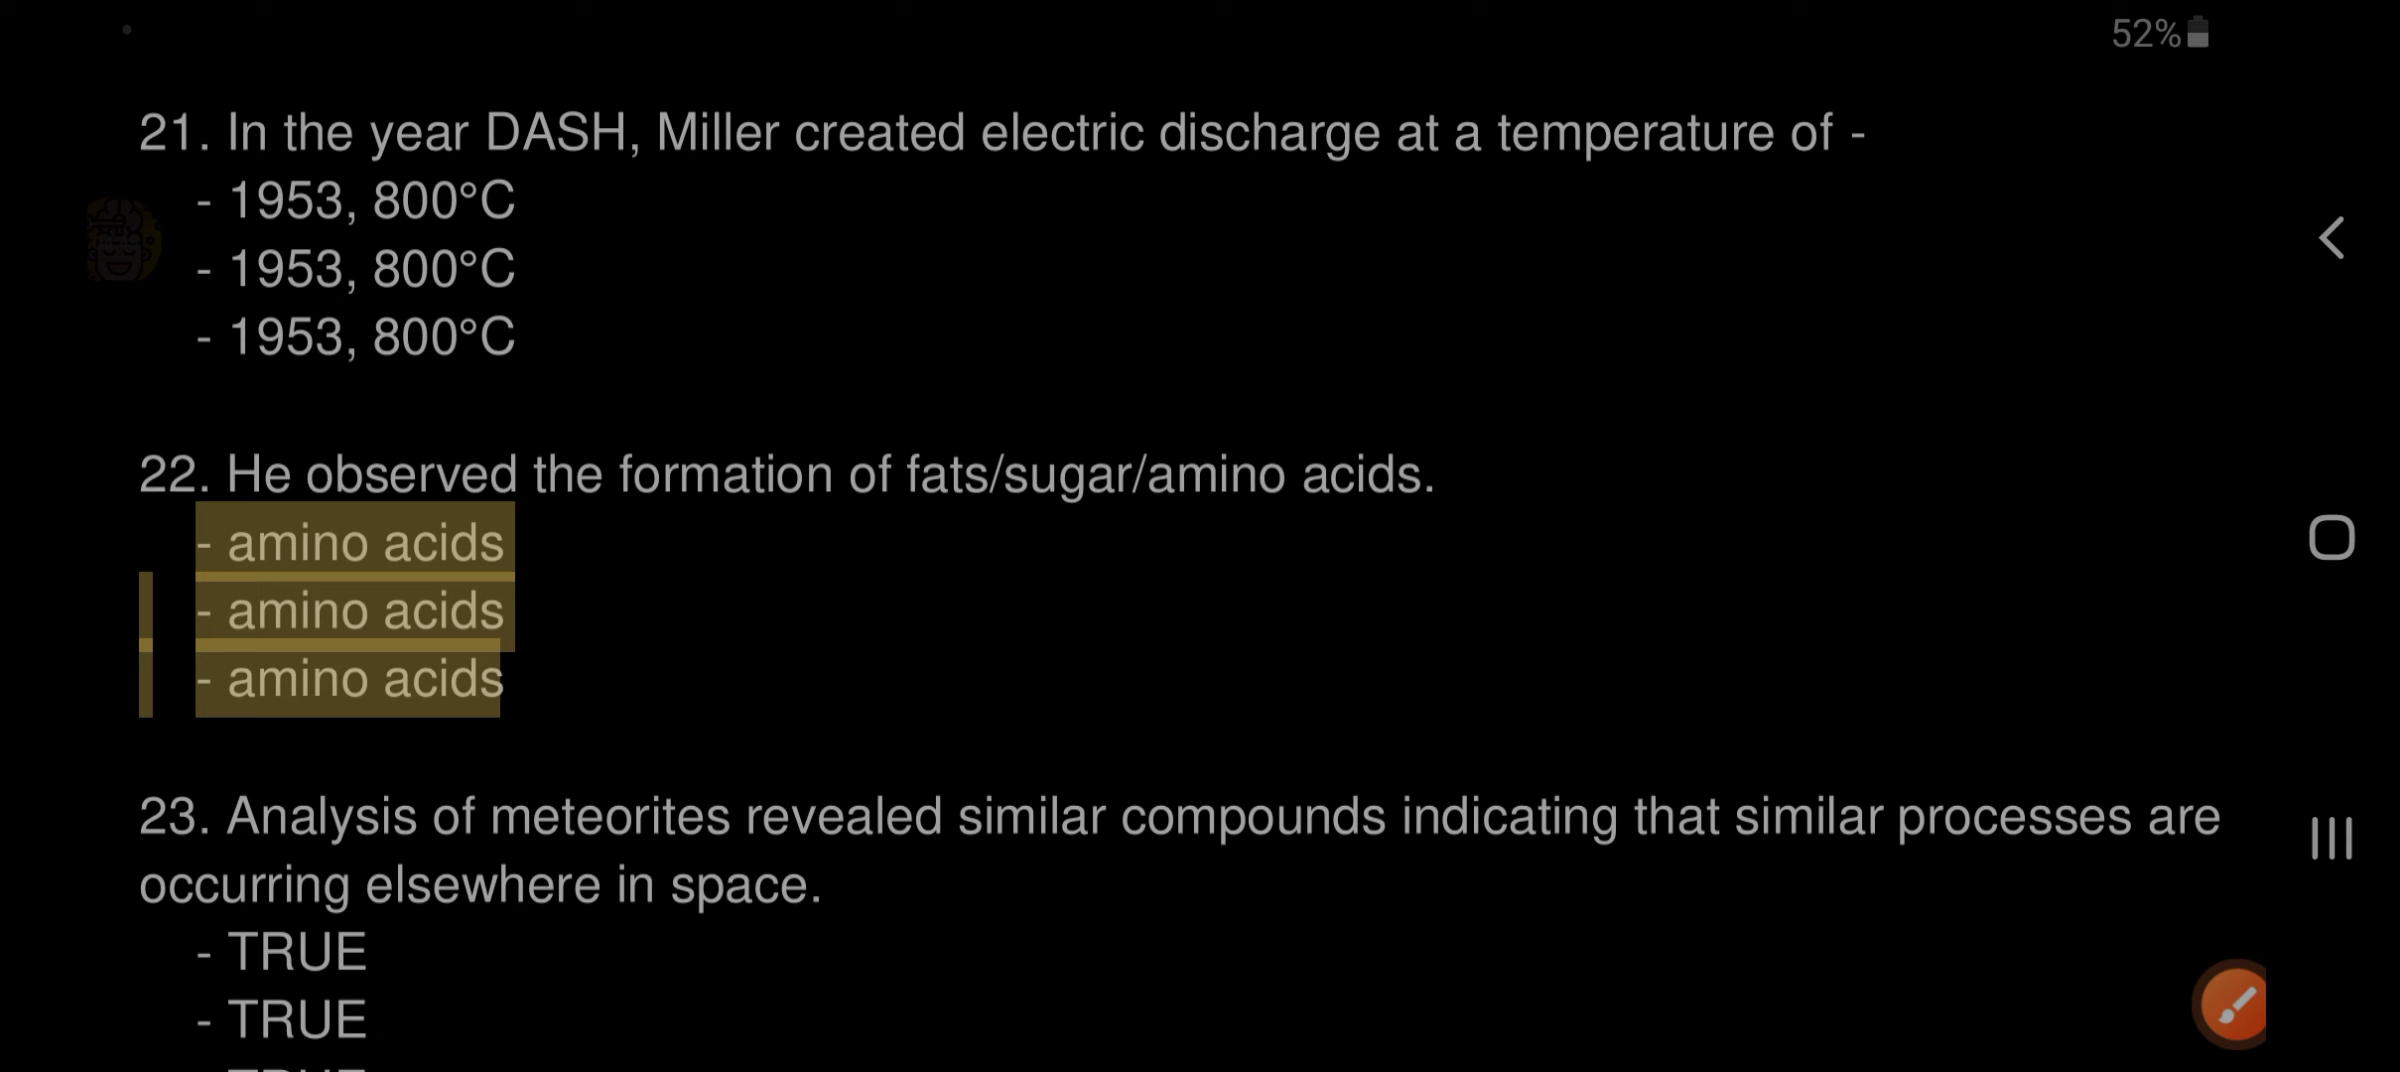 52%
21. In the year DASH, Miller created electric discharge at a temperature of -
- 1953, 800°C
- 1953, 800°C
- 1953, 800°C
22. He observed the formation of fats/sugar/amino acids.
- amino acids
- amino acids
- amino acids
23. Analysis of meteorites revealed similar compounds indicating that similar processes are
occurring elsewhere in space.
- TRUE
- TRUE